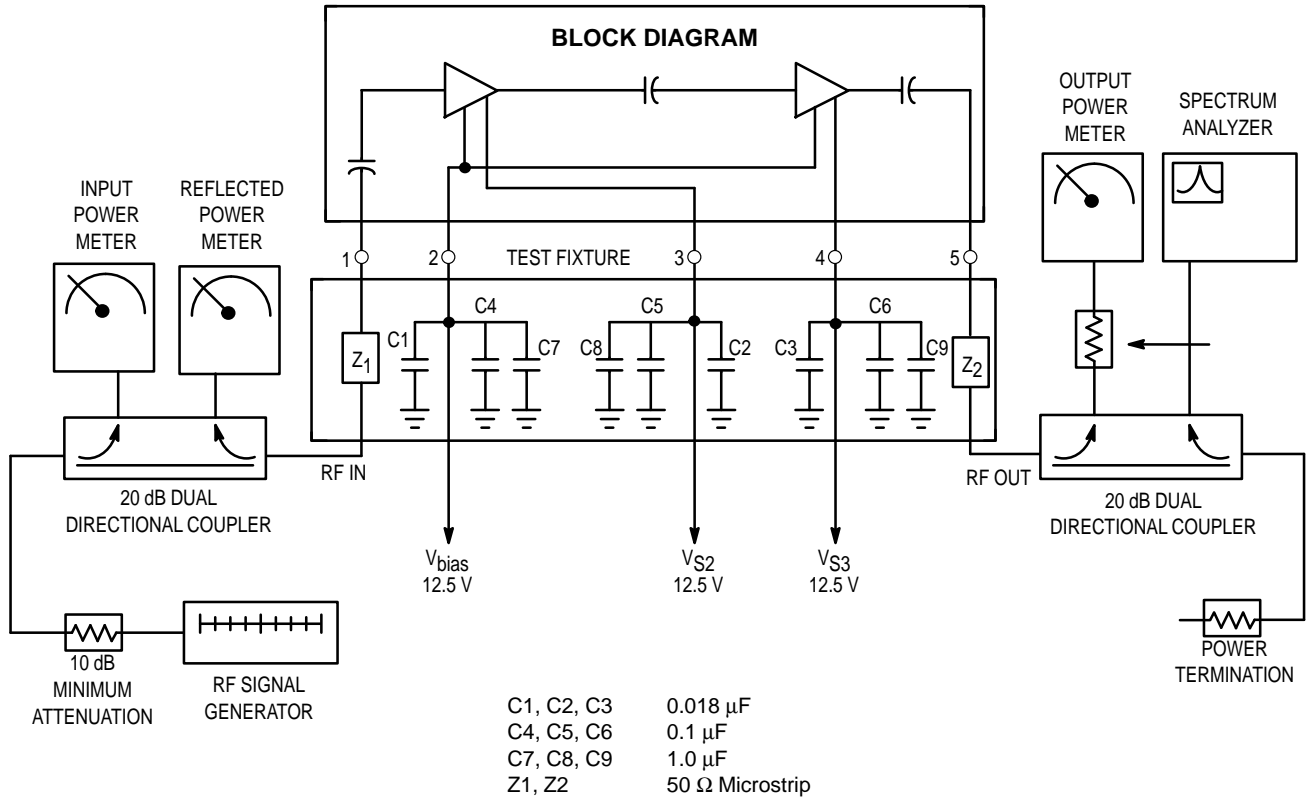 BLOCK DIAGRAM
INPUT
POWER
METER
REFLECTED
POWER
METER
OUTPUT
POWER
METER
SPECTRUM
ANALYZER
1
2
TEST FIXTURE
3
4
5
Z1
C1
C4
C7
C8
C5
C2
C3
C6
C9
Z2
RF IN
RF OUT
20 dB DUAL
DIRECTIONAL COUPLER
20 dB DUAL
DIRECTIONAL COUPLER
Vbias
12.5 V
VS2
12.5 V
VS3
12.5 V
10 dB
MINIMUM
ATTENUATION
RF SIGNAL
GENERATOR
POWER
TERMINATION
C1, C2, C3 0.018 μF
C4, C5, C6 0.1 μF
C7, C8, C9 1.0 μF
Z1, Z2 50 Ω Microstrip